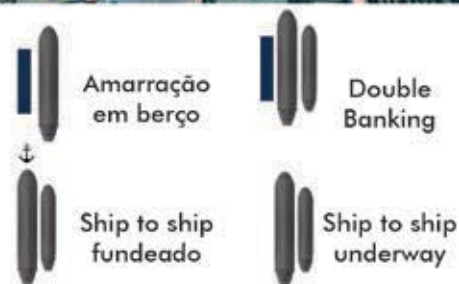 Amarração
em berço
Double
Banking
Ship to ship
fundeado
Ship to ship
underway